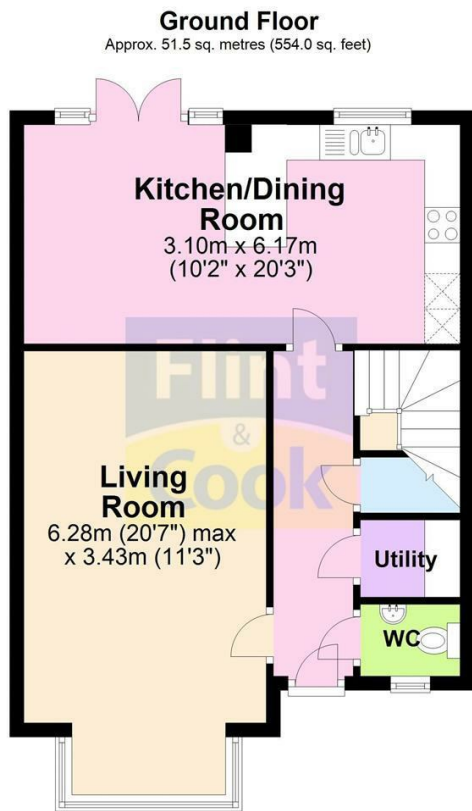 Ground Floor
Approx. 51.5 sq. metres (554.0 sq. feet)
Kitchen/Dining
Room
3.10m x 6.17m
(10'2" x 20'3")
Flint
&
Cook
Living
Room
6.28m (20'7") max
x 3.43m (11'3")
Utility
WC